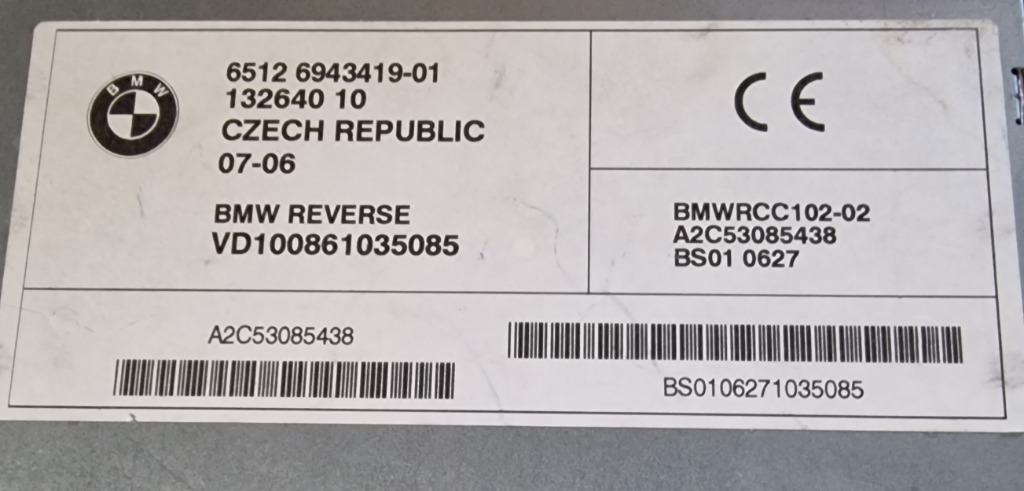 BMW
6512 6943419-01
132640 10
CZECH REPUBLIC
07-06
BMW REVERSE
VD100861035085
CE
BMWRCC102-02
A2C53085438
BS01 0627
A2C53085438
BS0106271035085